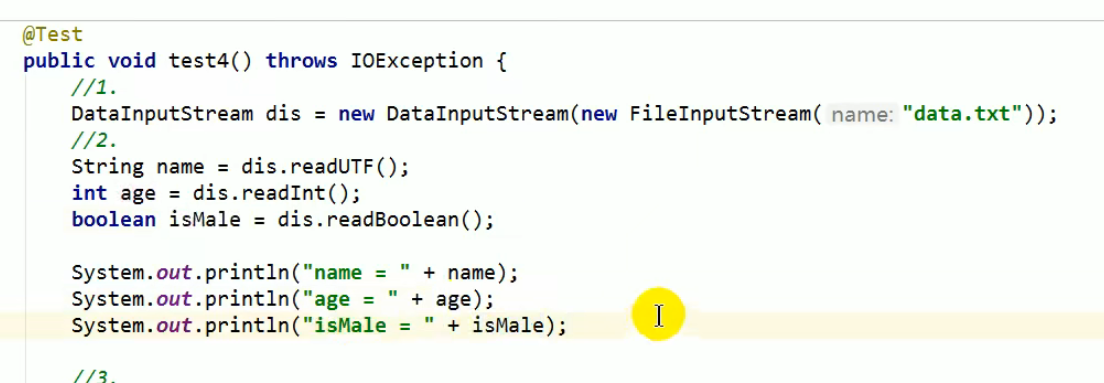 @Test
public void test4() throws IOException {
//1.
DataInputStream dis = new DataInputStream(new FileInputStream( name: "data.txt"));
//2.
String name = dis.readUTF();
int age = dis.readInt();
boolean isMale = dis.readBoolean();
System.out.println("name = " + name);
System.out.println("age = " + age);
System.out.println("isMale = " + isMale);
//3.